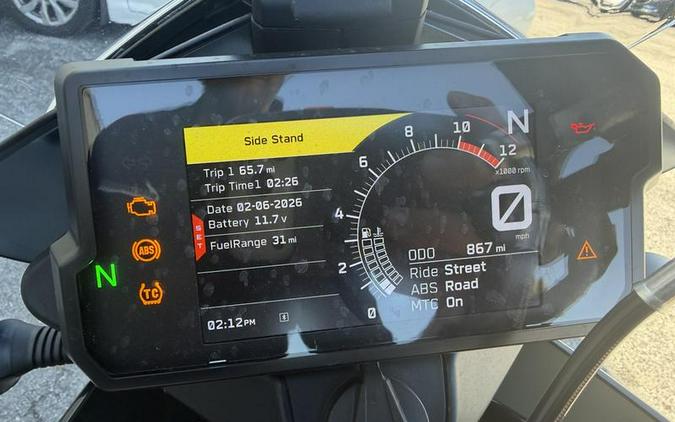 Side Stand
Trip 1 65.7 mi
Trip Time1 02:26
Date 02-06-2026
Battery 11.7 V
FuelRange 31 mi
SET
02:12 PM
0
2
4
6
8
10
12
x1000 rpm
N
0
mph
ODO 867 mi
Ride Street
ABS Road
MTC On
ABS
N
TC